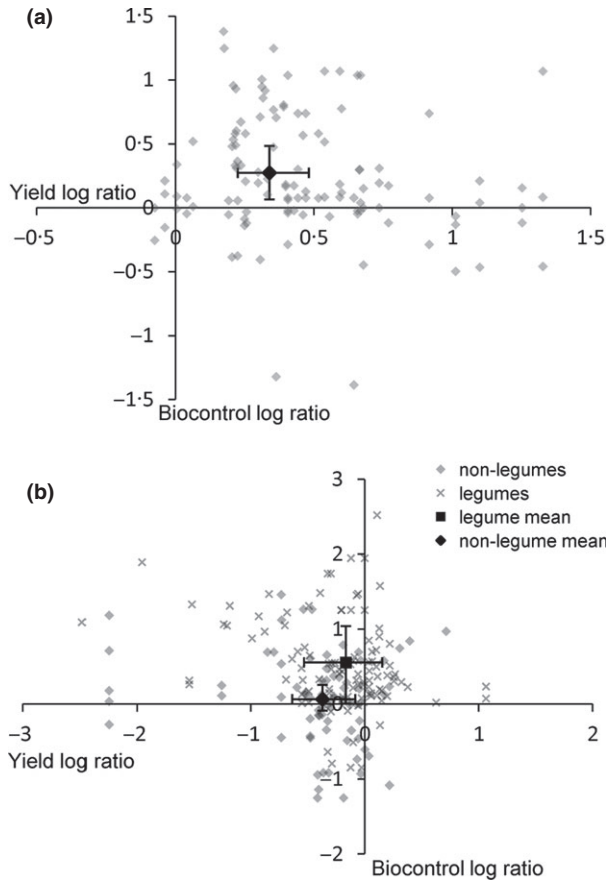 (a)
1·5
1
0·5
Yield log ratio
0
–0·5
0
0·5
1
1·5
–0·5
–1
–1·5
Biocontrol log ratio
(b)
3
non-legumes
legumes
2
legume mean
non-legume mean
1
0
–3
–2
–1
0
1
2
Yield log ratio
–1
–2
Biocontrol log ratio